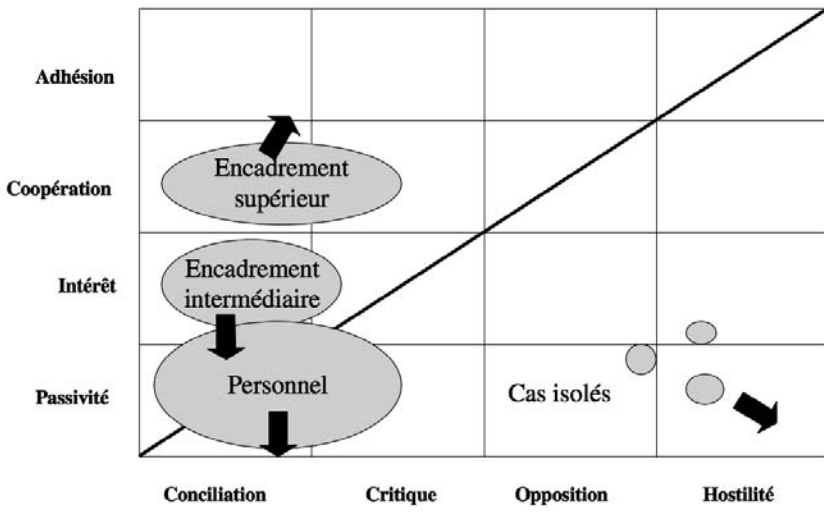 Adhésion
Encadrement
supérieur
Coopération
Encadrement
intermédiaire
Intérêt
Personnel
Cas isolés
Passivité
Conciliation
Critique
Opposition
Hostilité